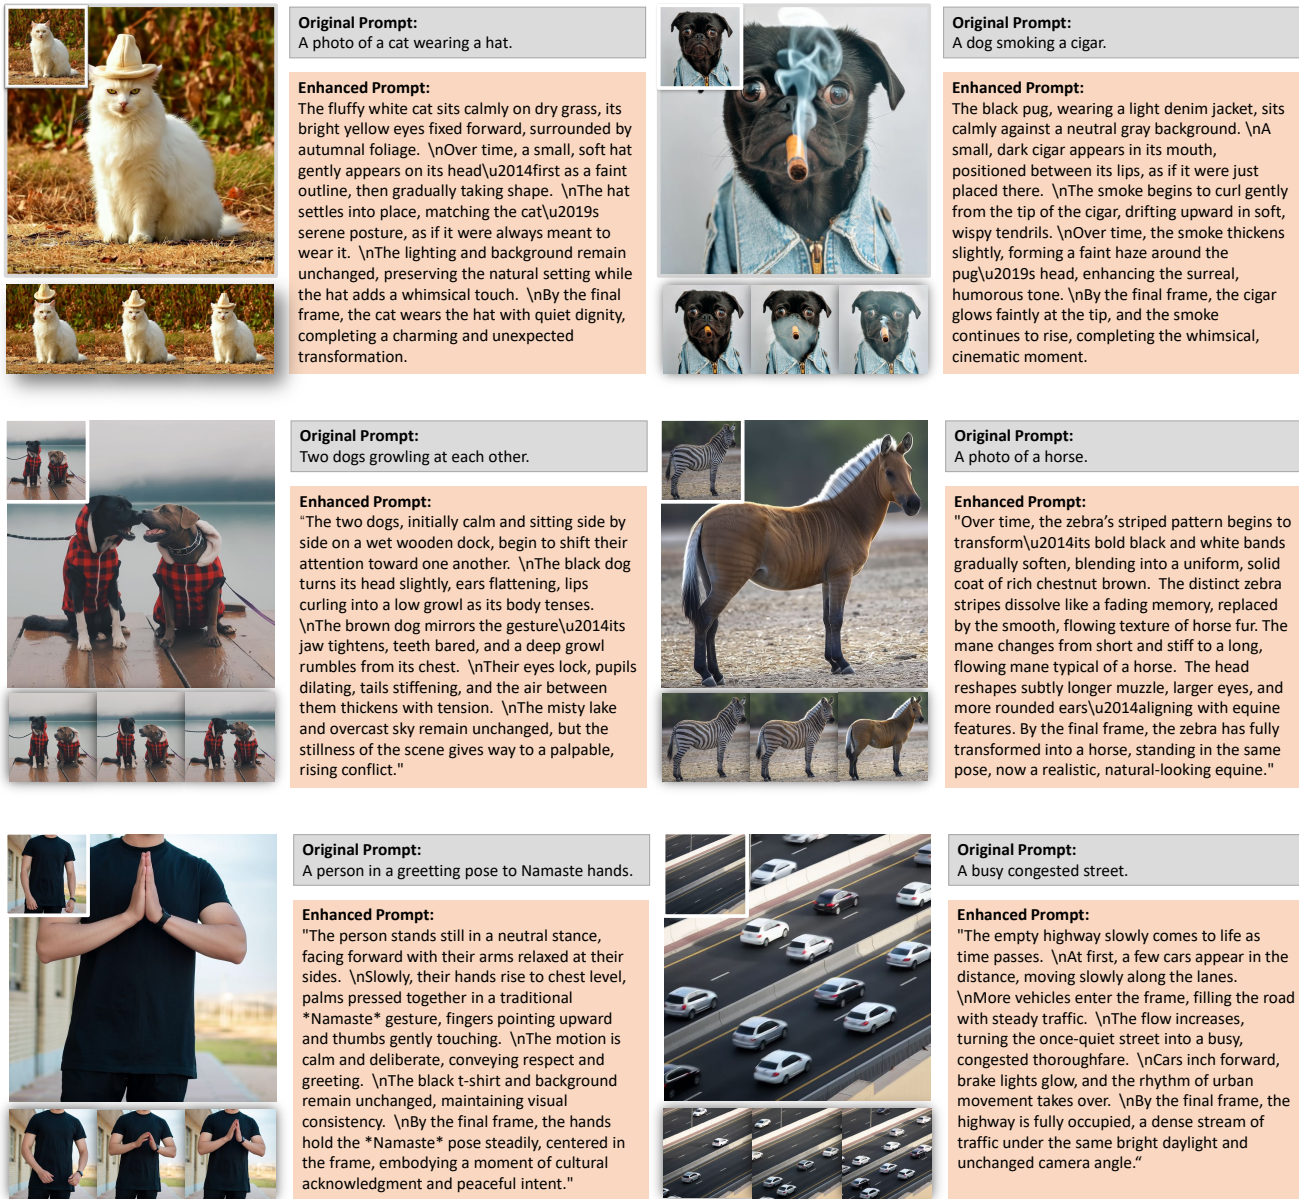 Original Prompt:
A photo of a cat wearing a hat.
Enhanced Prompt:
The fluffy white cat sits calmly on dry grass, its
bright yellow eyes fixed forward, surrounded by
autumnal foliage.  \nOver time, a small, soft hat
gently appears on its head\u2014first as a faint
outline, then gradually taking shape.  \nThe hat
settles into place, matching the cat\u2019s
serene posture, as if it were always meant to
wear it.  \nThe lighting and background remain
unchanged, preserving the natural setting while
the hat adds a whimsical touch.  \nBy the final
frame, the cat wears the hat with quiet dignity,
completing a charming and unexpected
transformation.
Original Prompt:
A dog smoking a cigar.
Enhanced Prompt:
The black pug, wearing a light denim jacket, sits
calmly against a neutral gray background. \nA
small, dark cigar appears in its mouth,
positioned between its lips, as if it were just
placed there.  \nThe smoke begins to curl gently
from the tip of the cigar, drifting upward in soft,
wispy tendrils. \nOver time, the smoke thickens
slightly, forming a faint haze around the
pug\u2019s head, enhancing the surreal,
humorous tone. \nBy the final frame, the cigar
glows faintly at the tip, and the smoke
continues to rise, completing the whimsical,
cinematic moment.
Original Prompt:
Two dogs growling at each other.
Enhanced Prompt:
"The two dogs, initially calm and sitting side by
side on a wet wooden dock, begin to shift their
attention toward one another.  \nThe black dog
turns its head slightly, ears flattening, lips
curling into a low growl as its body tenses.
\nThe brown dog mirrors the gesture\u2014its
jaw tightens, teeth bared, and a deep growl
rumbles from its chest.  \nTheir eyes lock, pupils
dilating, tails stiffening, and the air between
them thickens with tension.  \nThe misty lake
and overcast sky remain unchanged, but the
stillness of the scene gives way to a palpable,
rising conflict."
Original Prompt:
A photo of a horse.
Enhanced Prompt:
"Over time, the zebra’s striped pattern begins to
transform\u2014its bold black and white bands
gradually soften, blending into a uniform, solid
coat of rich chestnut brown.  The distinct zebra
stripes dissolve like a fading memory, replaced
by the smooth, flowing texture of horse fur. The
mane changes from short and stiff to a long,
flowing mane typical of a horse.  The head
reshapes subtly longer muzzle, larger eyes, and
more rounded ears\u2014aligning with equine
features. By the final frame, the zebra has fully
transformed into a horse, standing in the same
pose, now a realistic, natural-looking equine."
Original Prompt:
A person in a greetting pose to Namaste hands.
Enhanced Prompt:
"The person stands still in a neutral stance,
facing forward with their arms relaxed at their
sides.  \nSlowly, their hands rise to chest level,
palms pressed together in a traditional
*Namaste* gesture, fingers pointing upward
and thumbs gently touching.  \nThe motion is
calm and deliberate, conveying respect and
greeting.  \nThe black t-shirt and background
remain unchanged, maintaining visual
consistency.  \nBy the final frame, the hands
hold the *Namaste* pose steadily, centered in
the frame, embodying a moment of cultural
acknowledgment and peaceful intent."
Original Prompt:
A busy congested street.
Enhanced Prompt:
"The empty highway slowly comes to life as
time passes.  \nAt first, a few cars appear in the
distance, moving slowly along the lanes.
\nMore vehicles enter the frame, filling the road
with steady traffic.  \nThe flow increases,
turning the once-quiet street into a busy,
congested thoroughfare.  \nCars inch forward,
brake lights glow, and the rhythm of urban
movement takes over.  \nBy the final frame, the
highway is fully occupied, a dense stream of
traffic under the same bright daylight and
unchanged camera angle.“